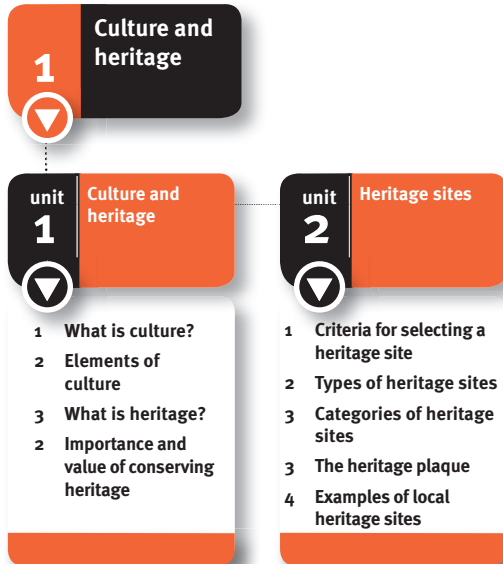 1
Culture and
heritage
unit
1
Culture and
heritage
1 What is culture?
2 Elements of
culture
3 What is heritage?
2 Importance and
value of conserving
heritage
unit
2
Heritage sites
1 Criteria for selecting a
heritage site
2 Types of heritage sites
3 Categories of heritage
sites
3 The heritage plaque
4 Examples of local
heritage sites